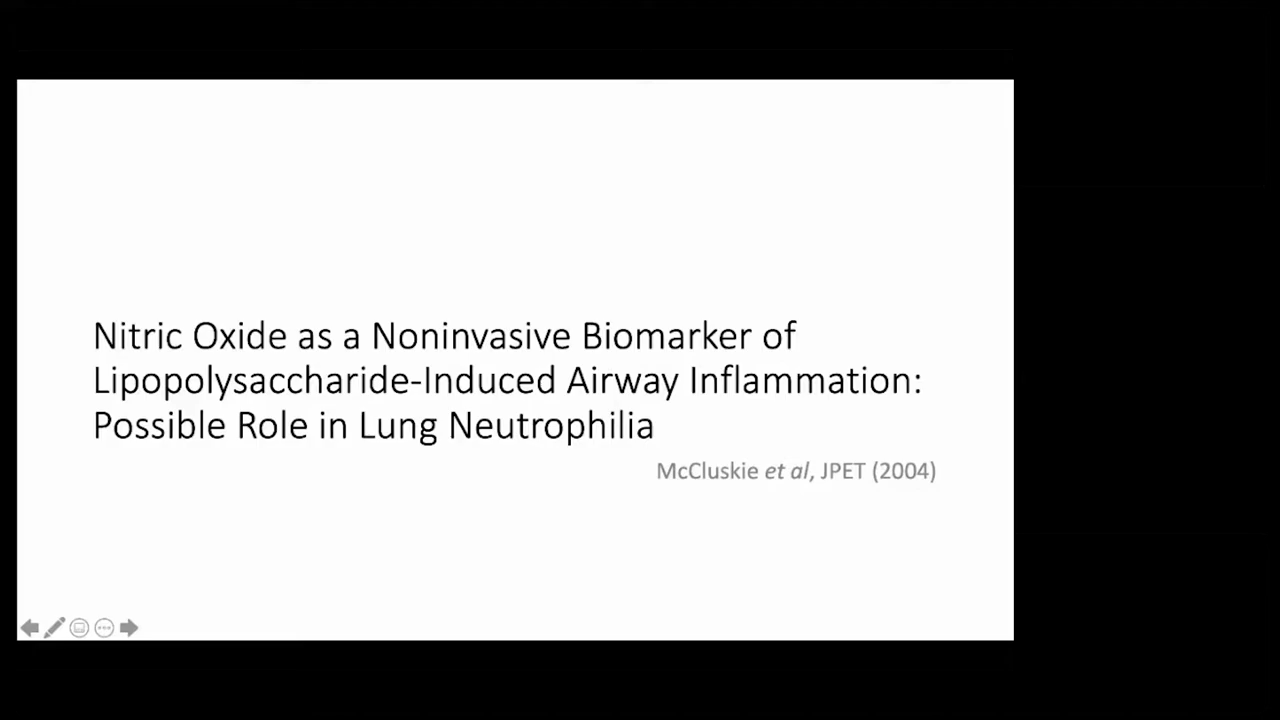 Nitric Oxide as a Noninvasive Biomarker of
Lipopolysaccharide-Induced Airway Inflammation:
Possible Role in Lung Neutrophilia
McCluskie et al, JPET (2004)